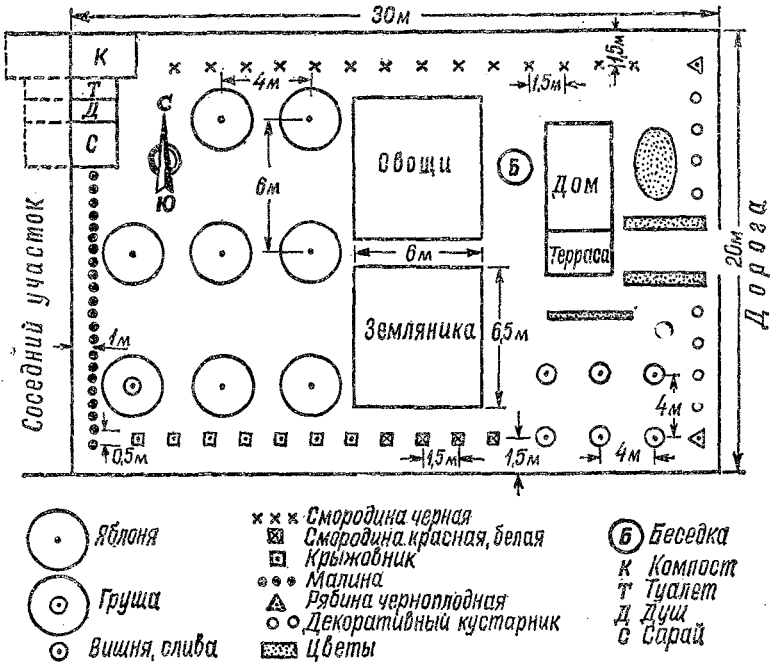 30м
К
Т
Д
С
4м
1,5м
1,5м
С
Ю
6м
Овощи
Б
Дом
Терраса
6м
Земляника
6,5м
20м
Дорога
Соседний участок
1м
0,5м
1,5м
1,5м
4м
4м
Яблоня
Груша
Вишня, слива
Смородина черная
Смородина красная, белая
Крыжовник
Малина
Рябина черноплодная
Декоративный кустарник
Цветы
Б Беседка
К Компост
Т Туалет
Д Душ
С Сарай